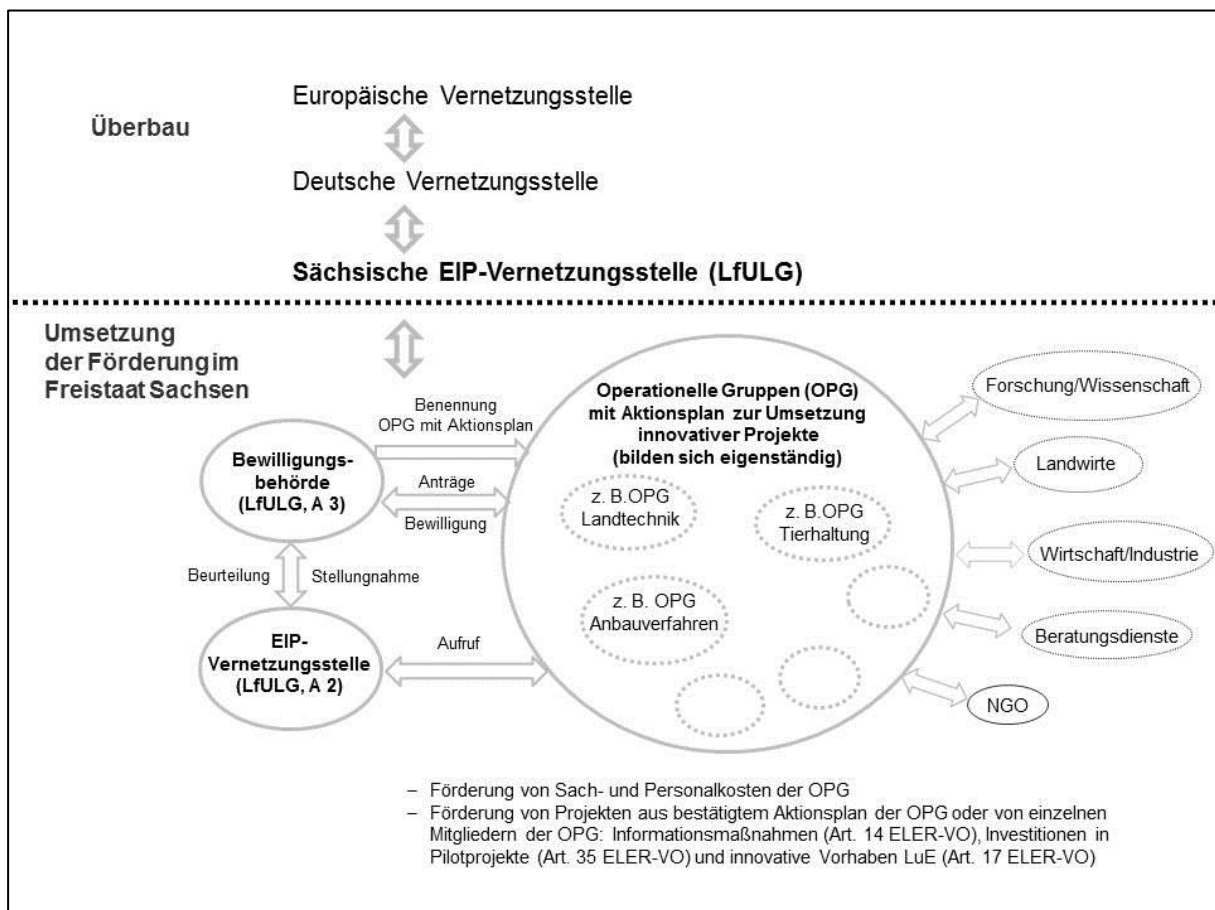 Überbau
Europäische Vernetzungsstelle
Deutsche Vernetzungsstelle
Sächsische EIP-Vernetzungsstelle (LfULG)
Umsetzung
der Förderung im
Freistaat Sachsen
Benennung
OPG mit Aktionsplan
Bewilligungs-
behörde
(LfULG, A 3)
Anträge
Bewilligung
Beurteilung
Stellungnahme
EIP-
Vernetzungsstelle
(LfULG, A 2)
Aufruf
Operationelle Gruppen (OPG)
mit Aktionsplan zur Umsetzung
innovativer Projekte
(bilden sich eigenständig)
z. B.OPG
Landtechnik
z. B.OPG
Tierhaltung
z. B. OPG
Anbauverfahren
Forschung/Wissenschaft
Landwirte
Wirtschaft/Industrie
Beratungsdienste
NGO
– Förderung von Sach- und Personalkosten der OPG
– Förderung von Projekten aus bestätigtem Aktionsplan der OPG oder von einzelnen
Mitgliedern der OPG: Informationsmaßnahmen (Art. 14 ELER-VO), Investitionen in
Pilotprojekte (Art. 35 ELER-VO) und innovative Vorhaben LuE (Art. 17 ELER-VO)